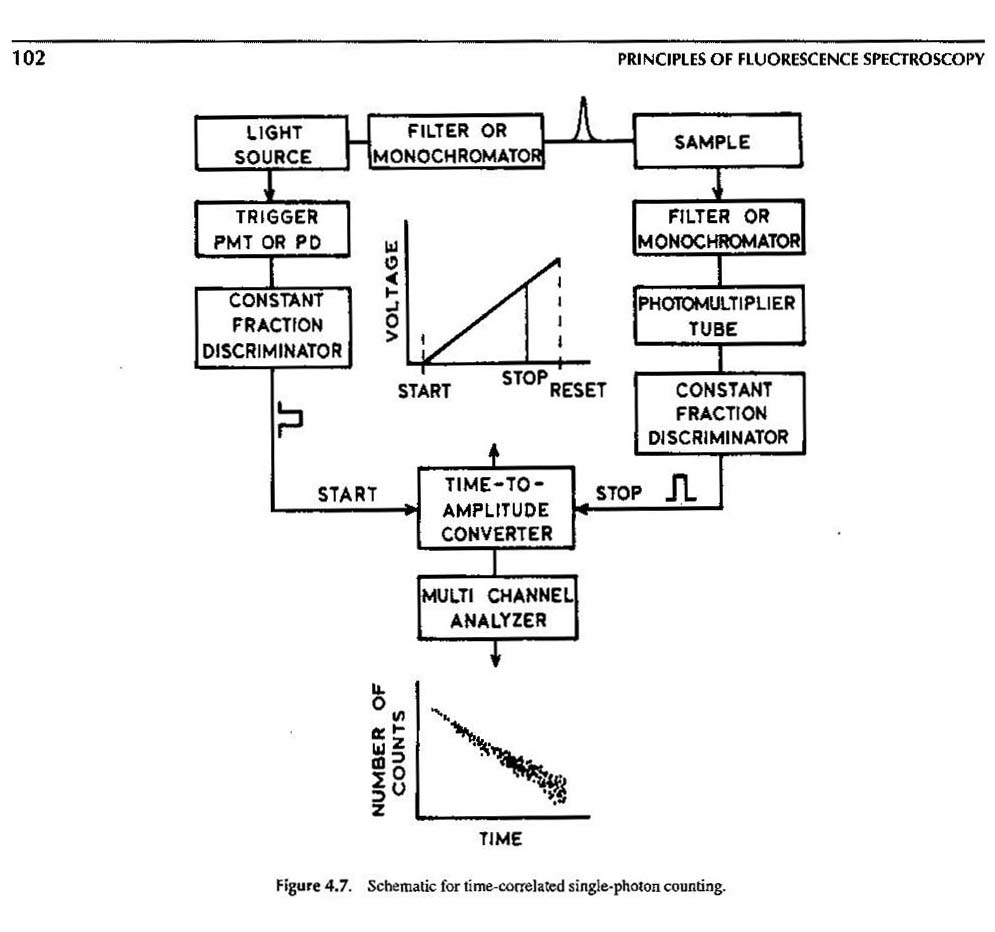 102
PRINCIPLES OF FLUORESCENCE SPECTROSCOPY
LIGHT
SOURCE
FILTER OR
MONOCHROMATOR
SAMPLE
TRIGGER
PMT OR PD
FILTER OR
MONOCHROMATOR
CONSTANT
FRACTION
DISCRIMINATOR
VOLTAGE
START
STOP
RESET
PHOTOMULTIPLIER
TUBE
CONSTANT
FRACTION
DISCRIMINATOR
START
TIME-TO-
AMPLITUDE
CONVERTER
STOP
MULTI CHANNEL
ANALYZER
NUMBER OF
COUNTS
TIME
Figure 4.7. Schematic for time-correlated single-photon counting.